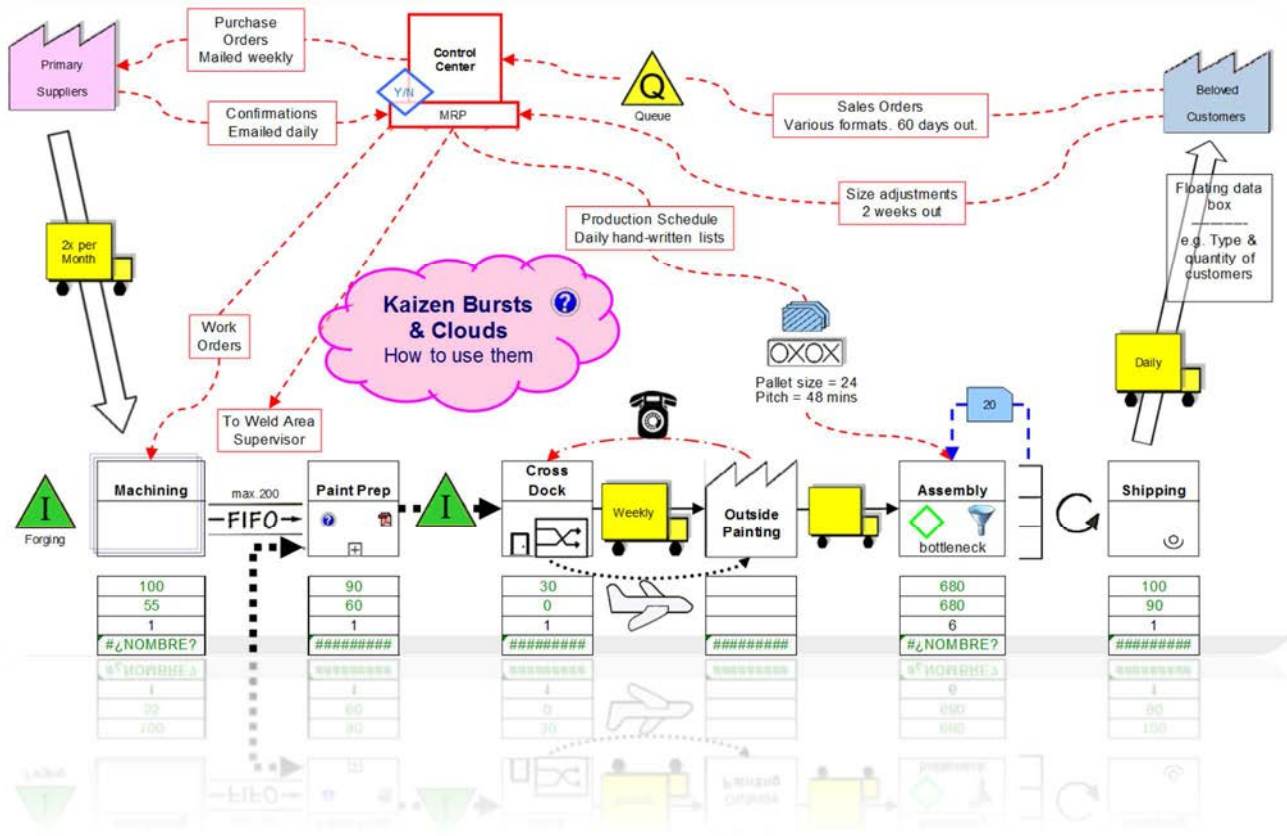 Purchase
Orders
Mailed weekly
Primary
Suppliers
Confirmations
Emailed daily
Control
Center
Y/N
MRP
Q
Queue
Sales Orders
Various formats. 60 days out.
Beloved
Customers
Size adjustments
2 weeks out
Production Schedule
Daily hand-written lists
Floating data
box
----------
e.g. Type &
quantity of
customers
2x per
Month
Kaizen Bursts
& Clouds
How to use them
?
Work
Orders
To Weld Area
Supervisor
OXOX
Pallet size = 24
Pitch = 48 mins
Daily
20
I
Forging
Machining
max.200
FIFO
Paint Prep
?
I
Cross
Dock
Weekly
Outside
Painting
Assembly
bottleneck
Shipping
100
55
1
#¿NOMBRE?
90
60
1
#########
30
0
1
#########
#########
680
680
6
#¿NOMBRE?
100
90
1
#########